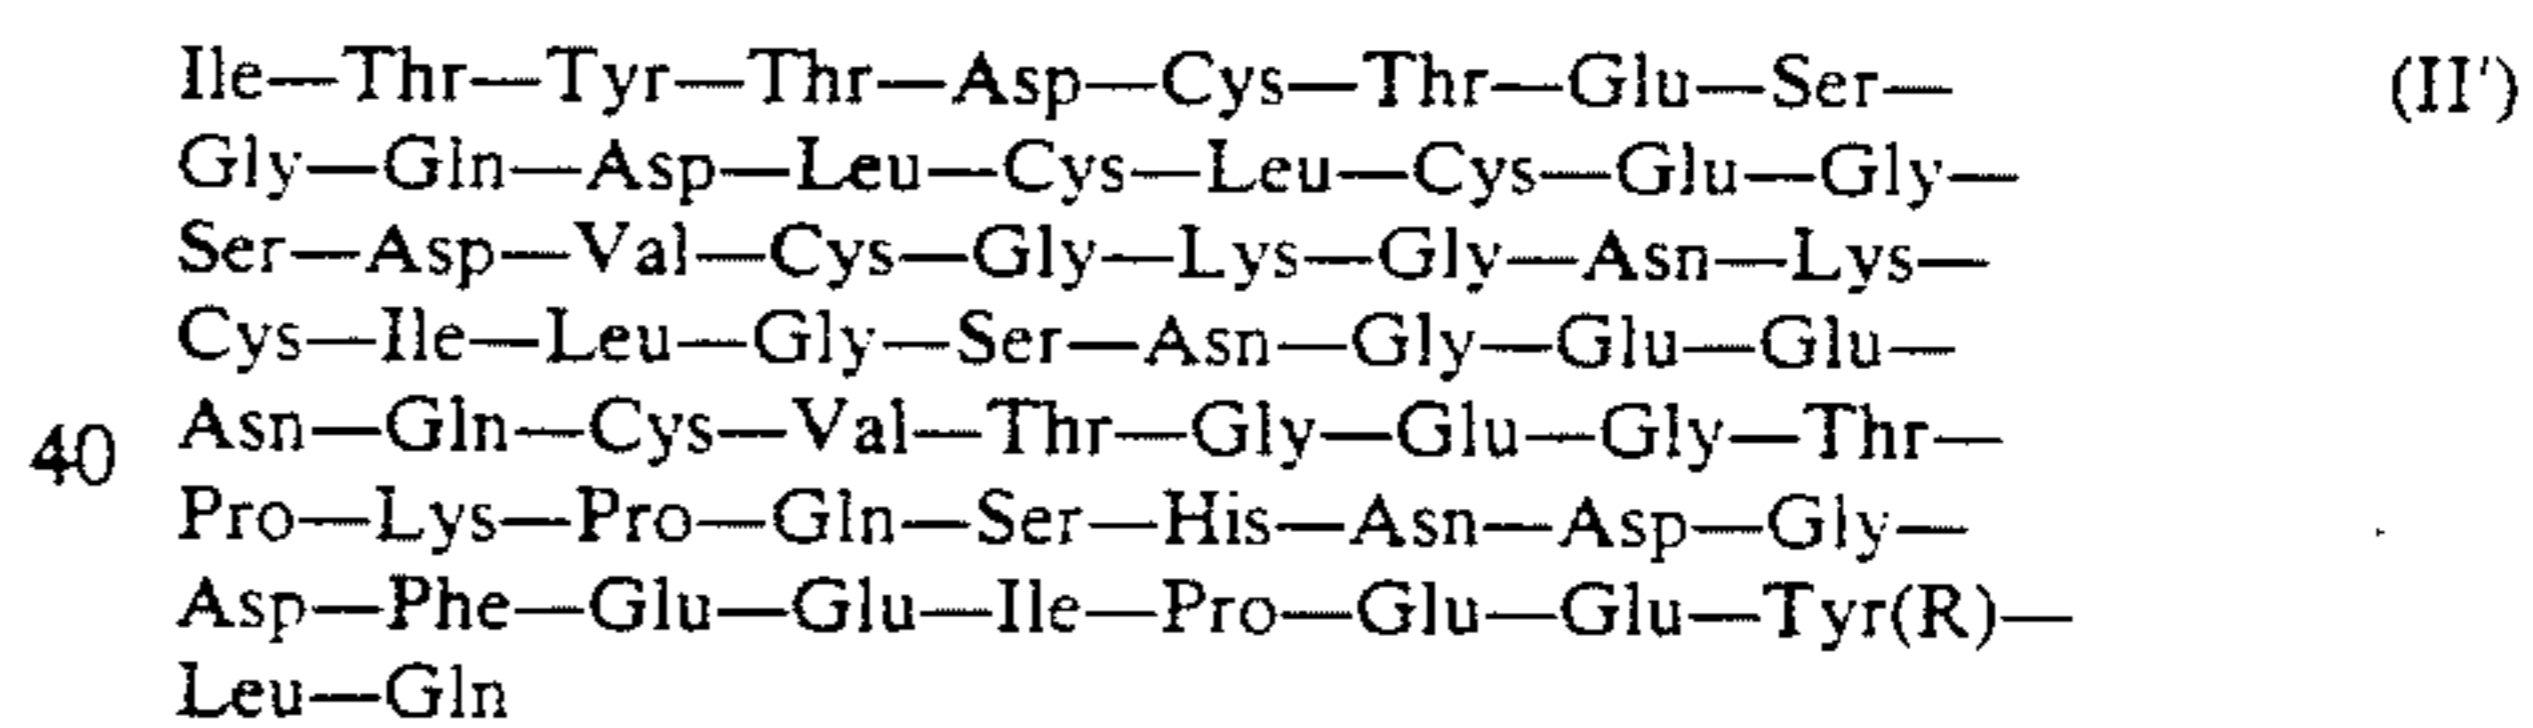 Ile—Thr—Tyr—Thr—Asp—Cys—Thr—Glu—Ser— (II')
Gly—Gln—Asp—Leu—Cys—Leu—Cys—Glu—Gly—
Ser—Asp—Val—Cys—Gly—Lys—Gly—Asn—Lys—
Cys—Ile—Leu—Gly—Ser—Asn—Gly—Glu—Glu—
40 Asn—Gln—Cys—Val—Thr—Gly—Glu—Gly—Thr—
Pro—Lys—Pro—Gln—Ser—His—Asn—Asp—Gly—
Asp—Phe—Glu—Glu—Ile—Pro—Glu—Glu—Tyr(R)—
Leu—Gln